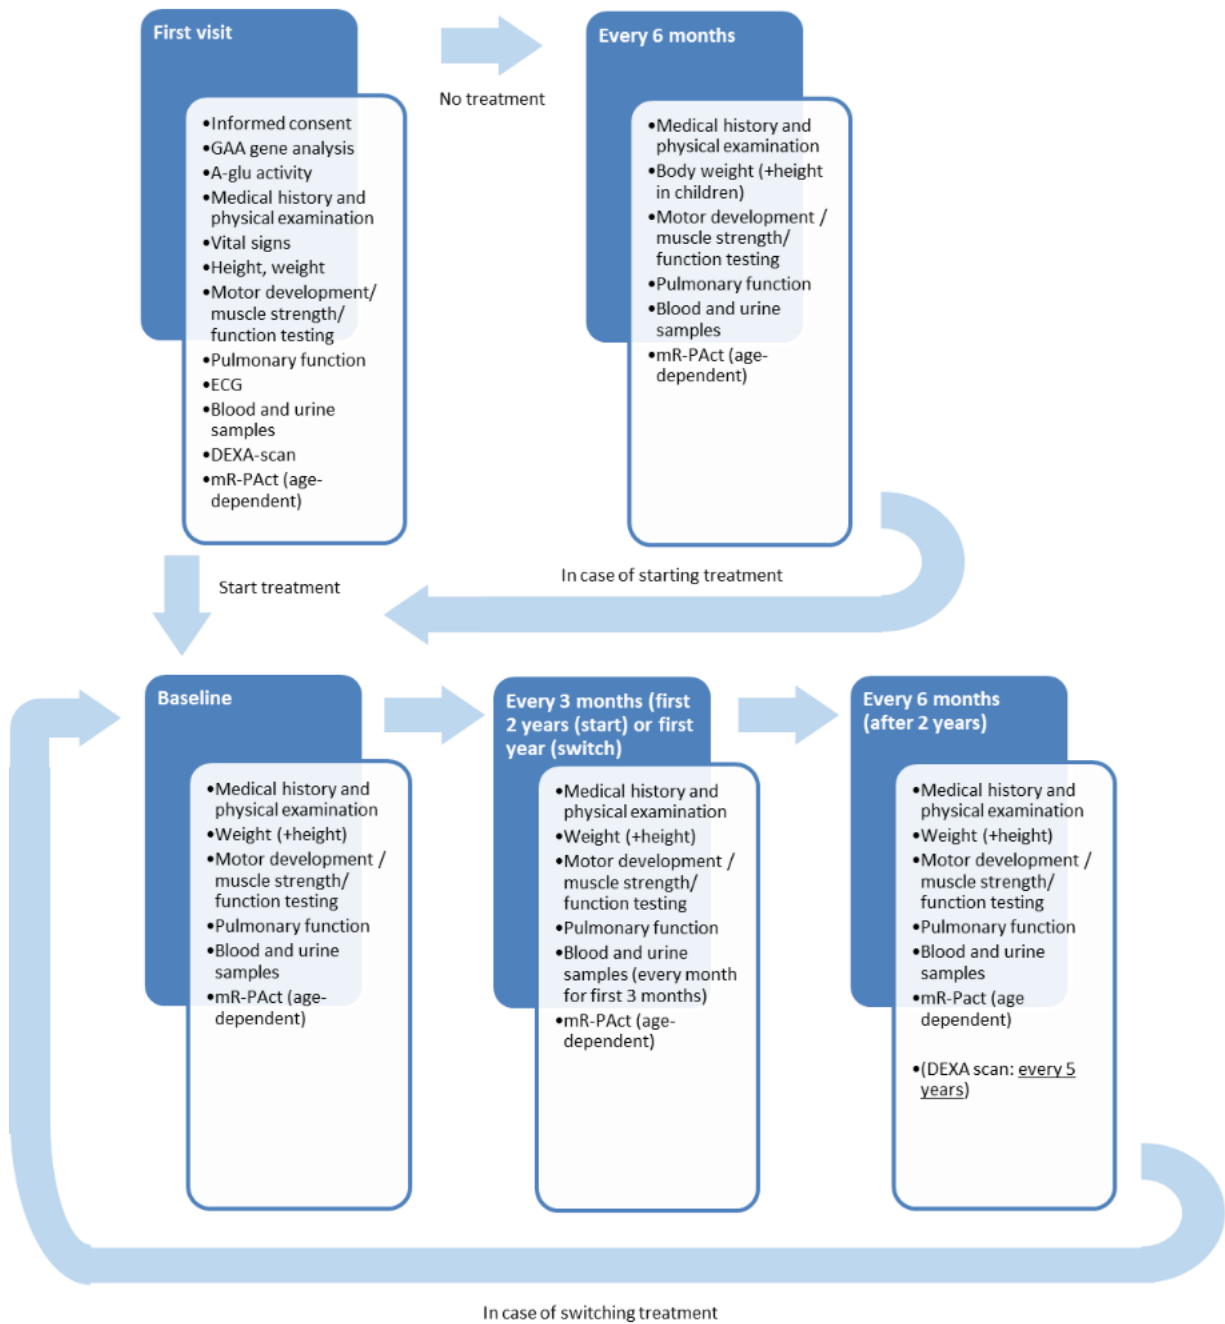 First visit
•Informed consent
•GAA gene analysis
•A-glu activity
•Medical history and
physical examination
•Vital signs
•Height, weight
•Motor development/
muscle strength/
function testing
•Pulmonary function
•ECG
•Blood and urine
samples
•DEXA-scan
•mR-PAct (age-
dependent)
No treatment
Every 6 months
•Medical history and
physical examination
•Body weight (+height
in children)
•Motor development /
muscle strength/
function testing
•Pulmonary function
•Blood and urine
samples
•mR-PAct (age-
dependent)
Start treatment
In case of starting treatment
Baseline
•Medical history and
physical examination
•Weight (+height)
•Motor development /
muscle strength/
function testing
•Pulmonary function
•Blood and urine
samples
•mR-PAct (age-
dependent)
Every 3 months (first
2 years (start) or first
year (switch)
•Medical history and
physical examination
•Weight (+height)
•Motor development /
muscle strength/
function testing
•Pulmonary function
•Blood and urine
samples (every month
for first 3 months)
•mR-PAct (age-
dependent)
Every 6 months
(after 2 years)
•Medical history and
physical examination
•Weight (+height)
•Motor development /
muscle strength/
function testing
•Pulmonary function
•Blood and urine
samples
•mR-Pact (age
dependent)
•(DEXA scan: every 5
years)
In case of switching treatment